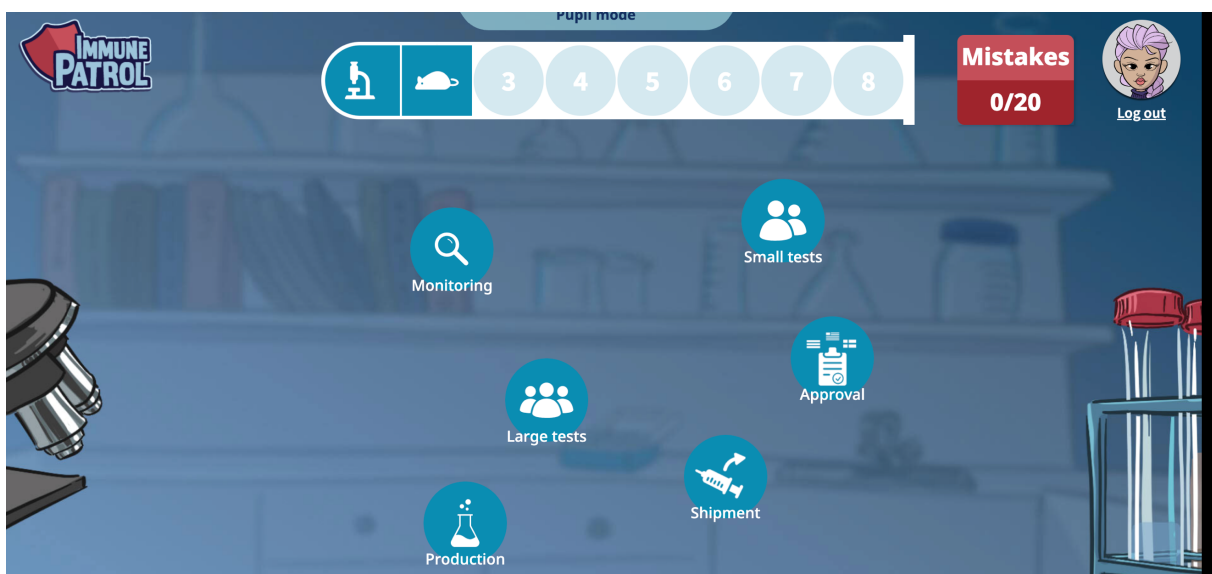 Pupil mode
IMMUNE
PATROL
3 4 5 6 7 8
Mistakes
0/20
Log out
Small tests
Monitoring
Approval
Large tests
Shipment
Production